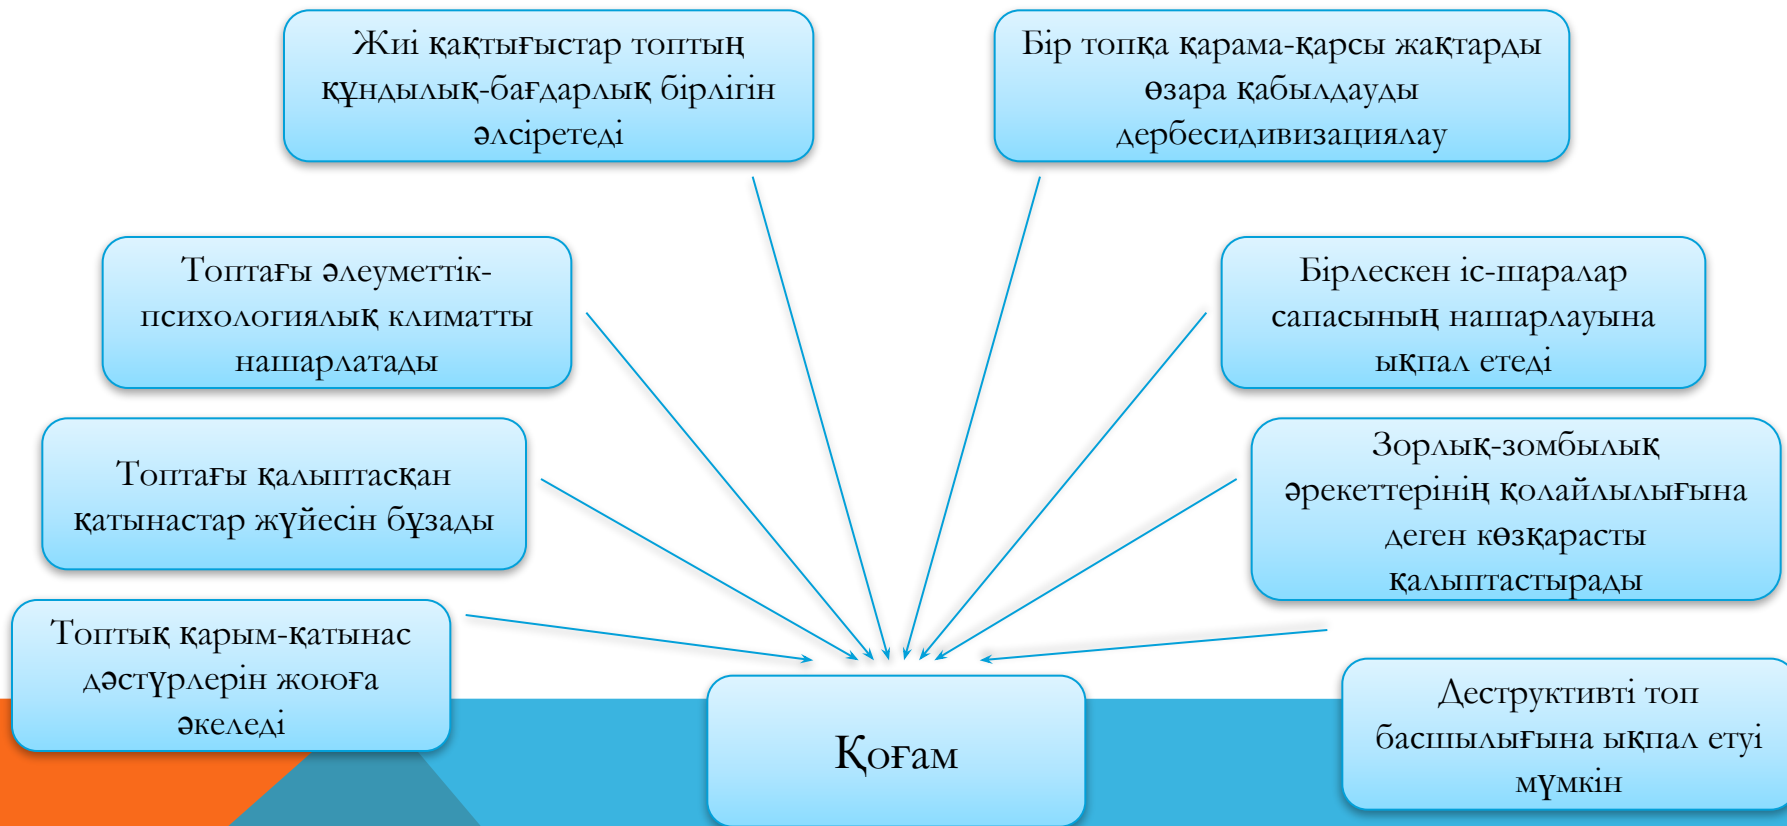 Жиі қақтығыстар топтың
құндылық-бағдарлық бірлігін
әлсіретеді
Бір топқа қарама-қарсы жақтарды
өзара қабылдауды
дербесидивизациялау
Топтағы әлеуметтік-
психологиялық климатты
нашарлатады
Бірлескен іс-шаралар
сапасының нашарлауына
ықпал етеді
Топтағы қалыптасқан
қатынастар жүйесін бұзады
Зорлық-зомбылық
әрекеттерінің қолайлылығына
деген көзқарасты
қалыптастырады
Топтық қарым-қатынас
дәстүрлерін жоюға
әкеледі
Деструктивті топ
басшылығына ықпал етуі
мүмкін
Қоғам